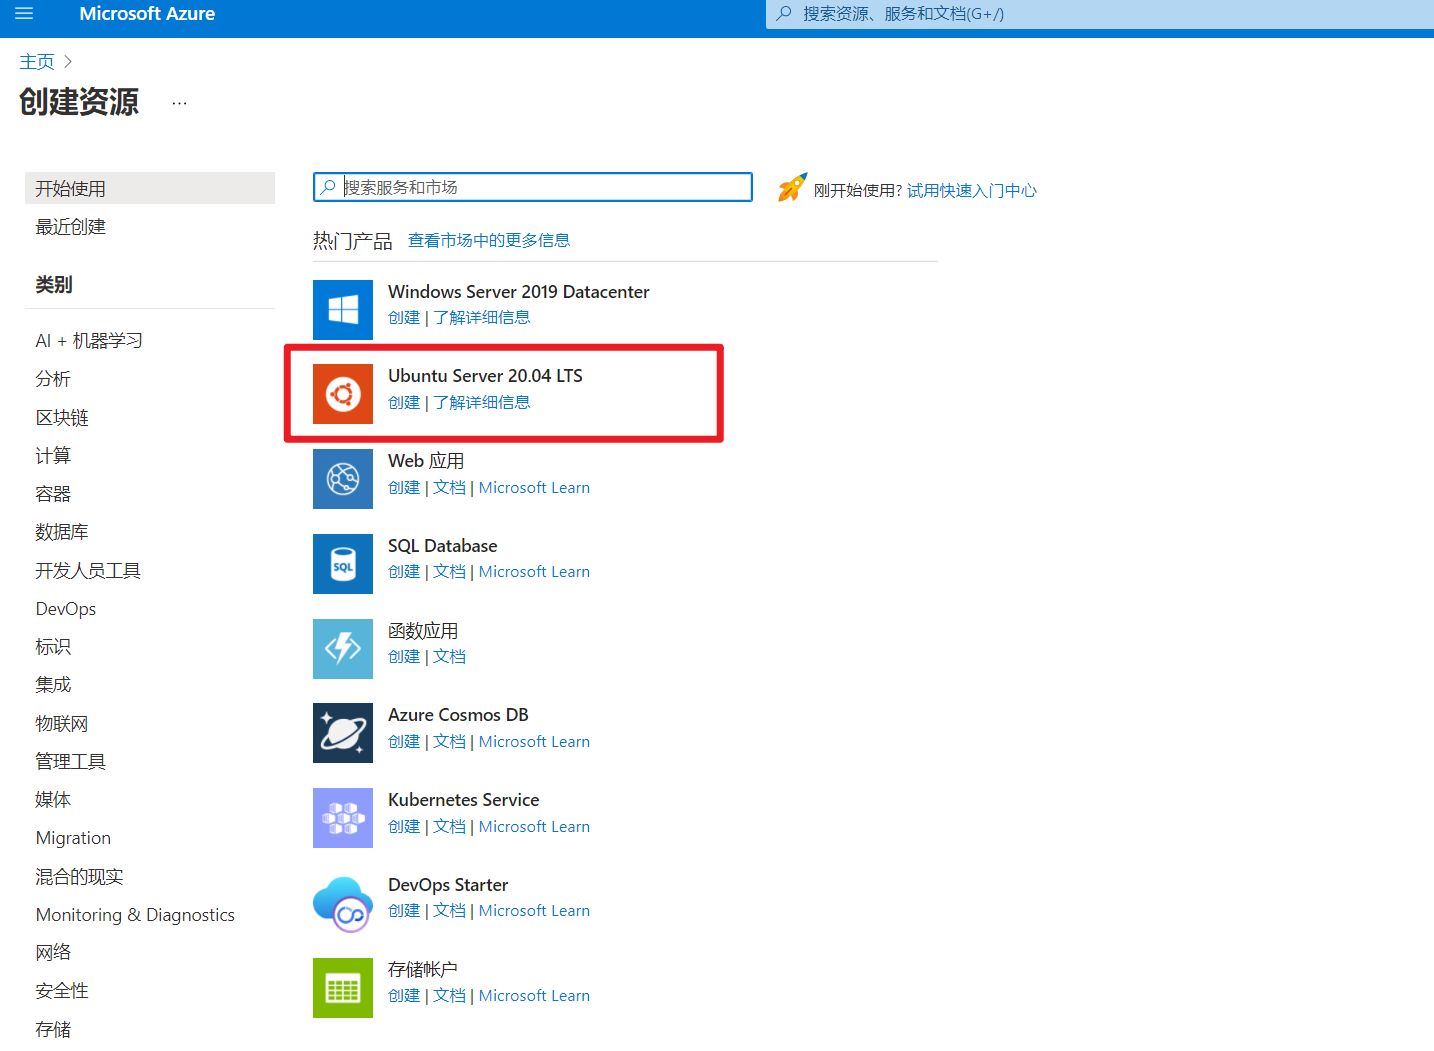 Microsoft Azure
搜索资源、服务和文档(G+/)
主页
创建资源
...
开始使用
最近创建
类别
AI + 机器学习
分析
区块链
计算
容器
数据库
开发人员工具
DevOps
标识
集成
物联网
管理工具
媒体
Migration
混合的现实
Monitoring & Diagnostics
网络
安全性
存储
搜索服务和市场
刚开始使用? 试用快速入门中心
热门产品 查看市场中的更多信息
Windows Server 2019 Datacenter
创建 | 了解详细信息
Ubuntu Server 20.04 LTS
创建 | 了解详细信息
Web 应用
创建 | 文档 | Microsoft Learn
SQL Database
SQL
创建 | 文档 | Microsoft Learn
函数应用
创建 | 文档
Azure Cosmos DB
创建 | 文档 | Microsoft Learn
Kubernetes Service
创建 | 文档 | Microsoft Learn
DevOps Starter
创建 | 文档 | Microsoft Learn
存储帐户
创建 | 文档 | Microsoft Learn